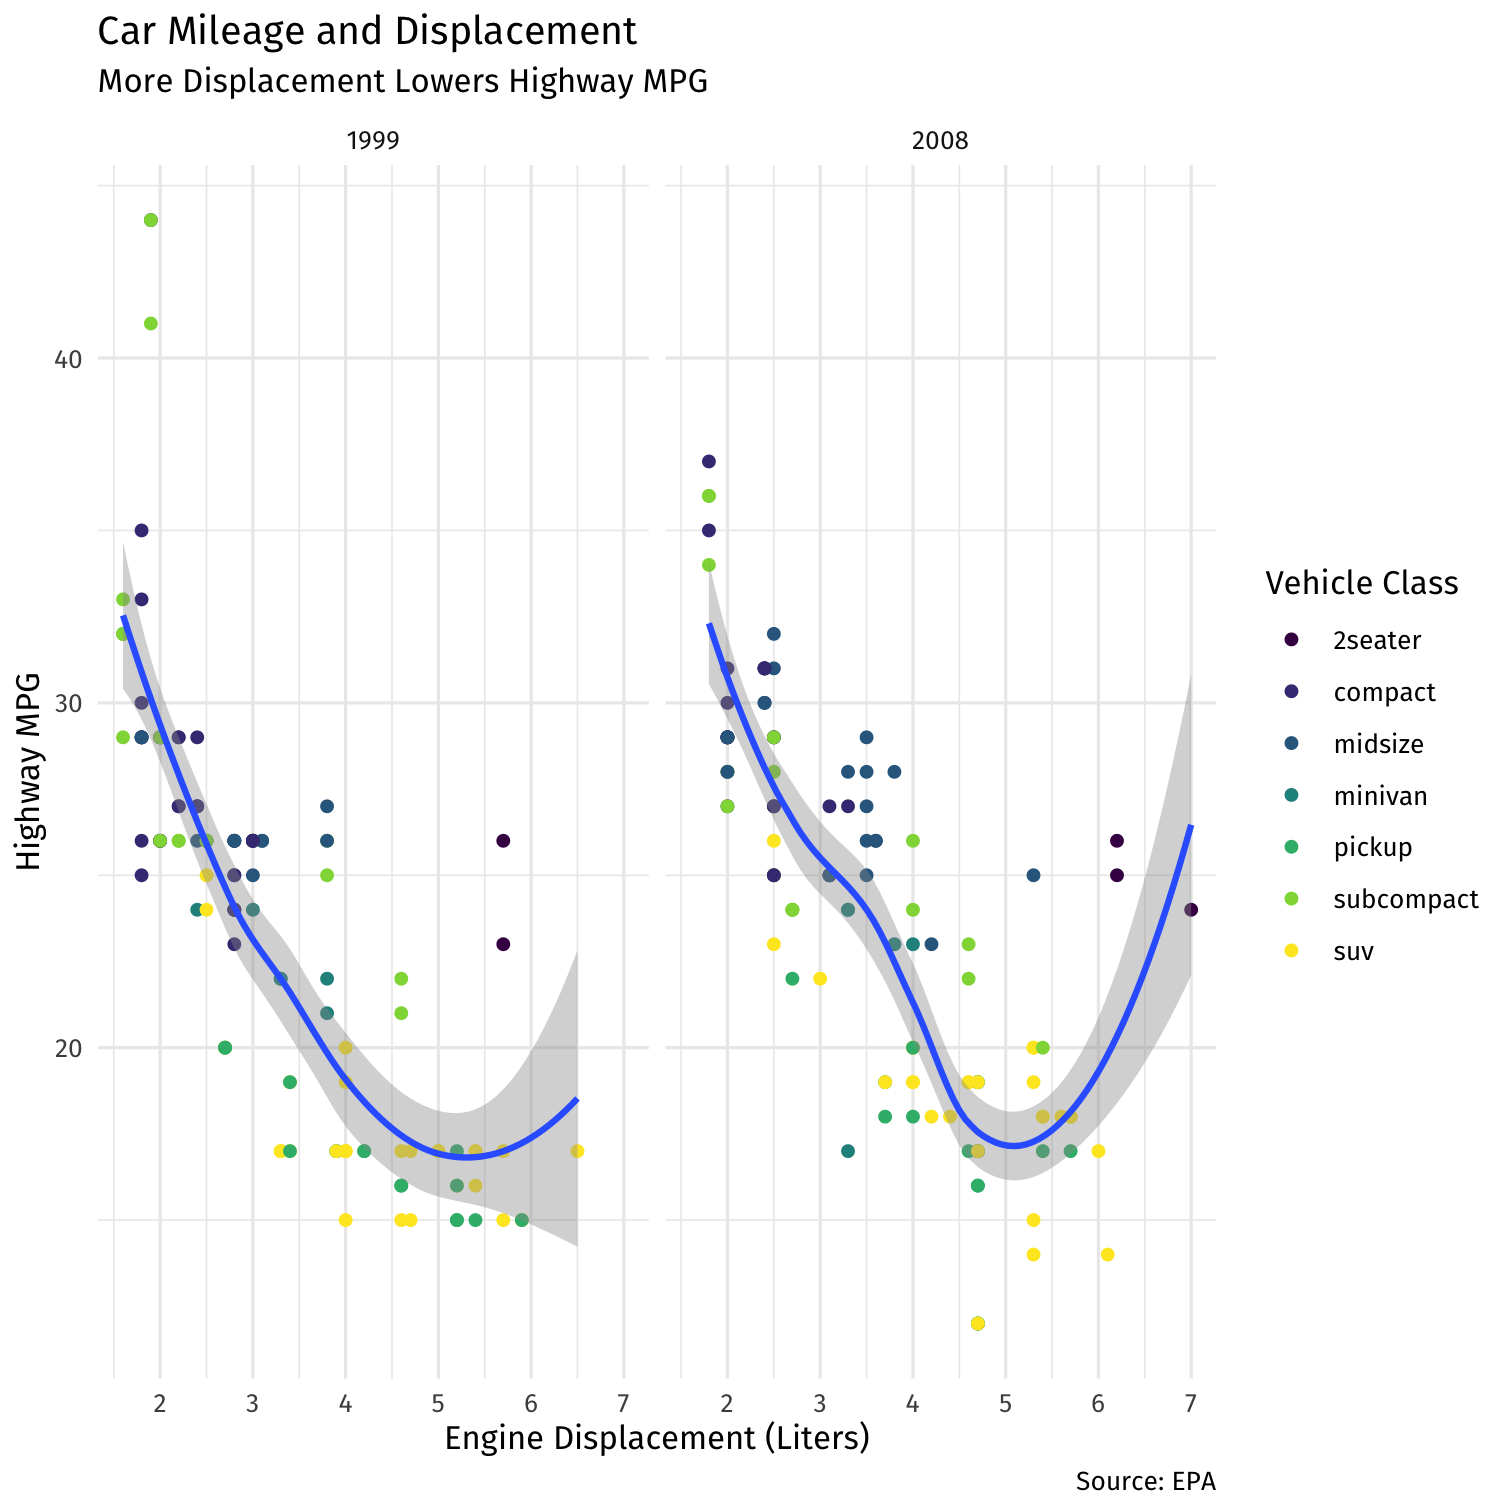 Car Mileage and Displacement
More Displacement Lowers Highway MPG
1999
2008
40
30
20
Highway MPG
2 3 4 5 6 7
2 3 4 5 6 7
Engine Displacement (Liters)
Vehicle Class
2seater
compact
midsize
minivan
pickup
subcompact
suv
Source: EPA